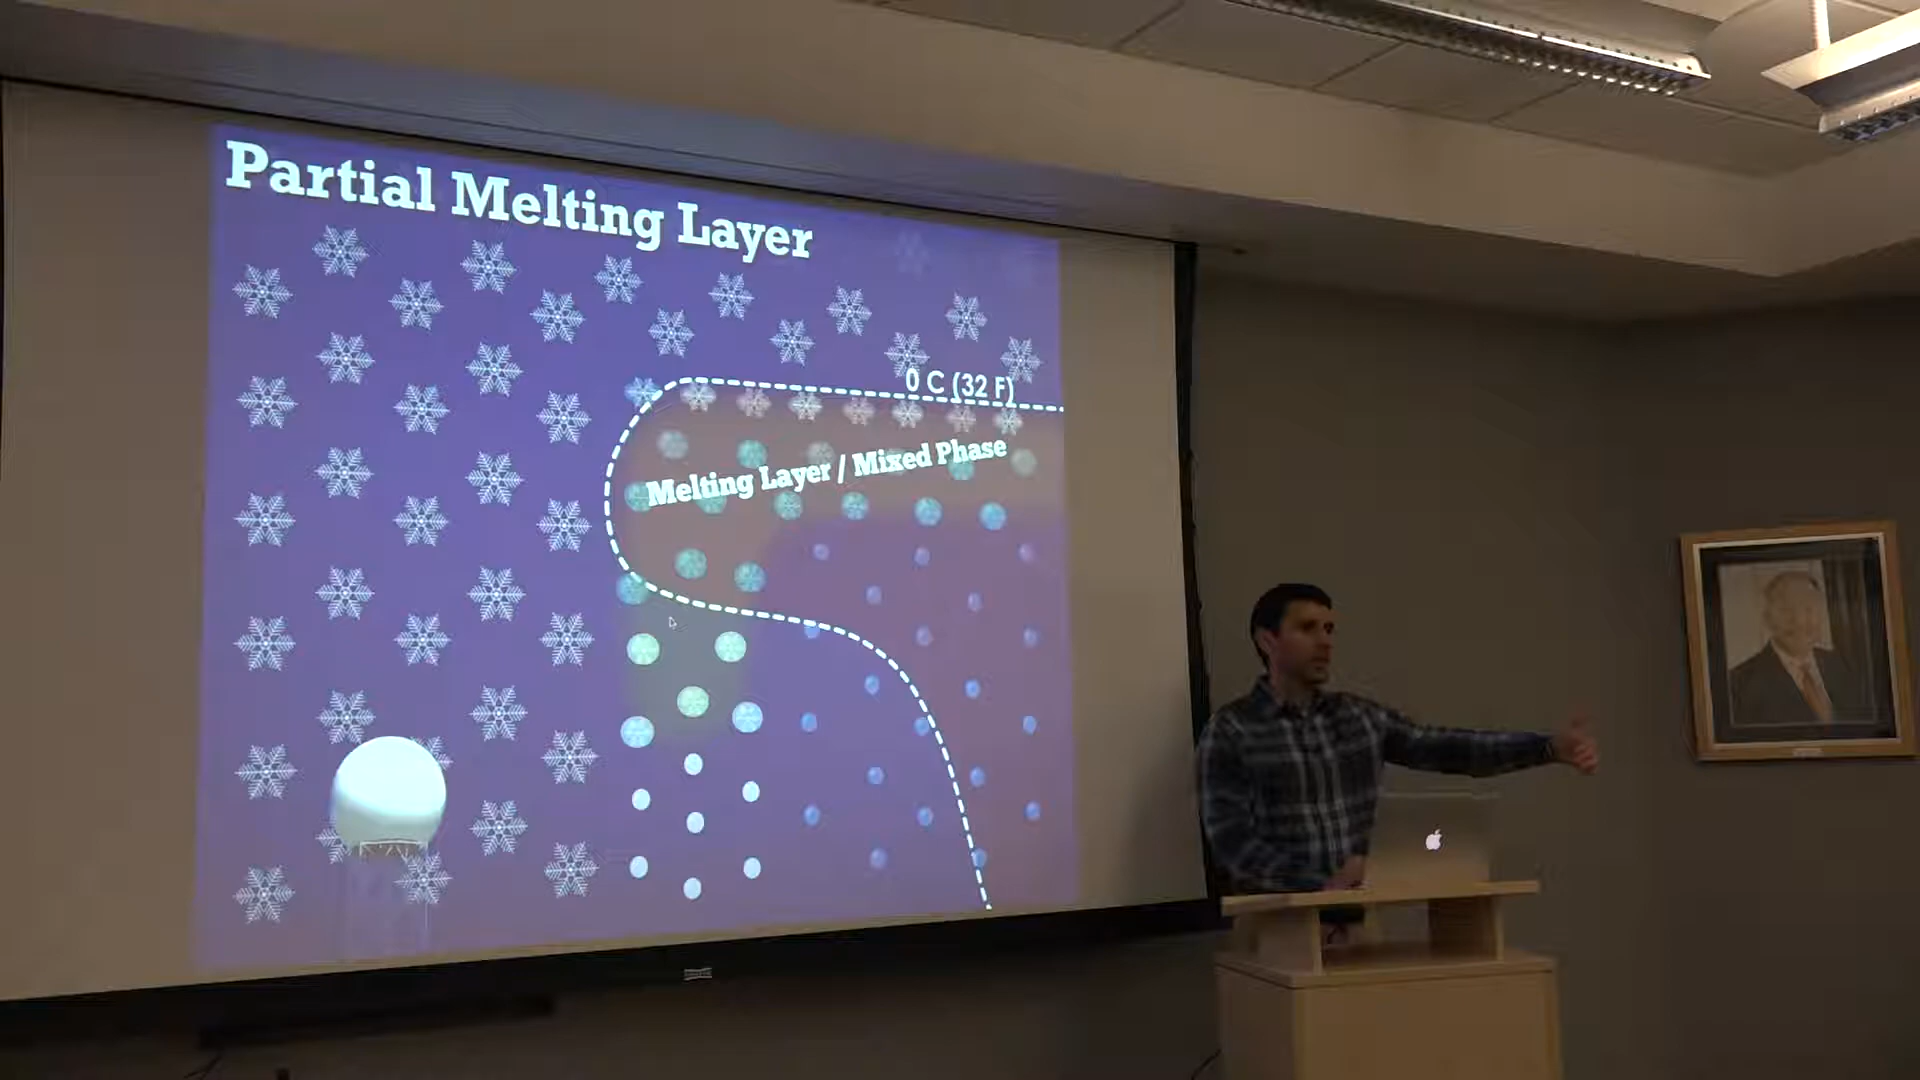 Partial Melting Layer
0 C (32 F)
Melting Layer / Mixed Phase